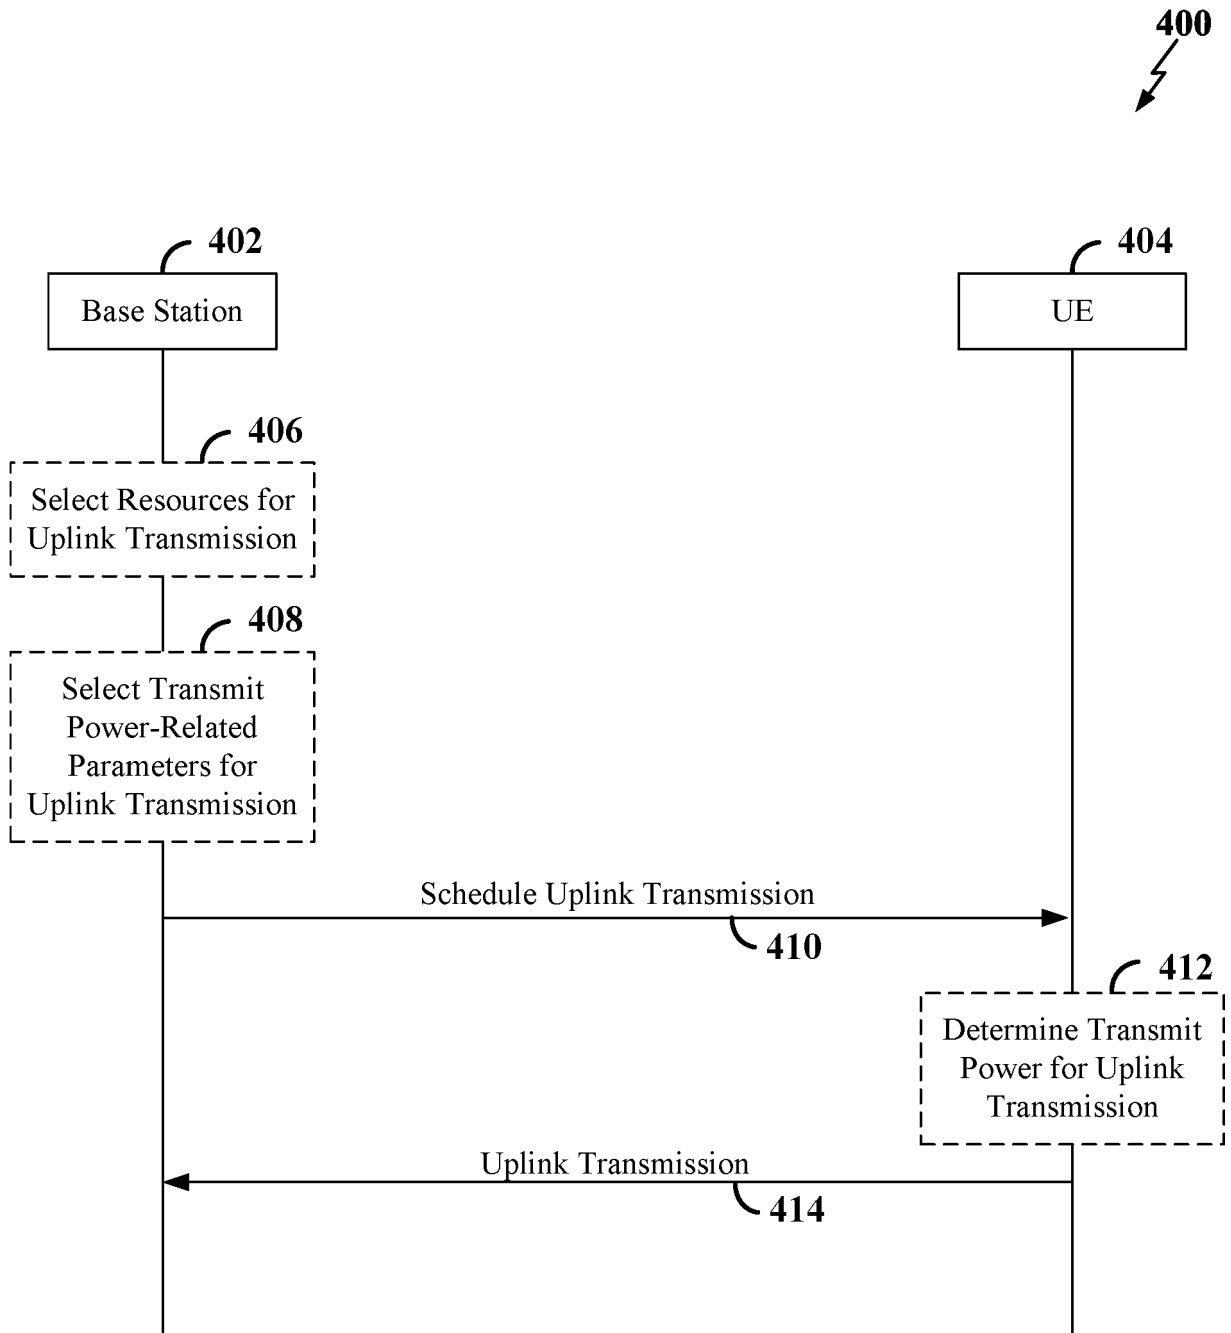 400
402
404
Base Station
UE
406
Select Resources for
Uplink Transmission
408
Select Transmit
Power-Related
Parameters for
Uplink Transmission
Schedule Uplink Transmission
410
412
Determine Transmit
Power for Uplink
Transmission
Uplink Transmission
414